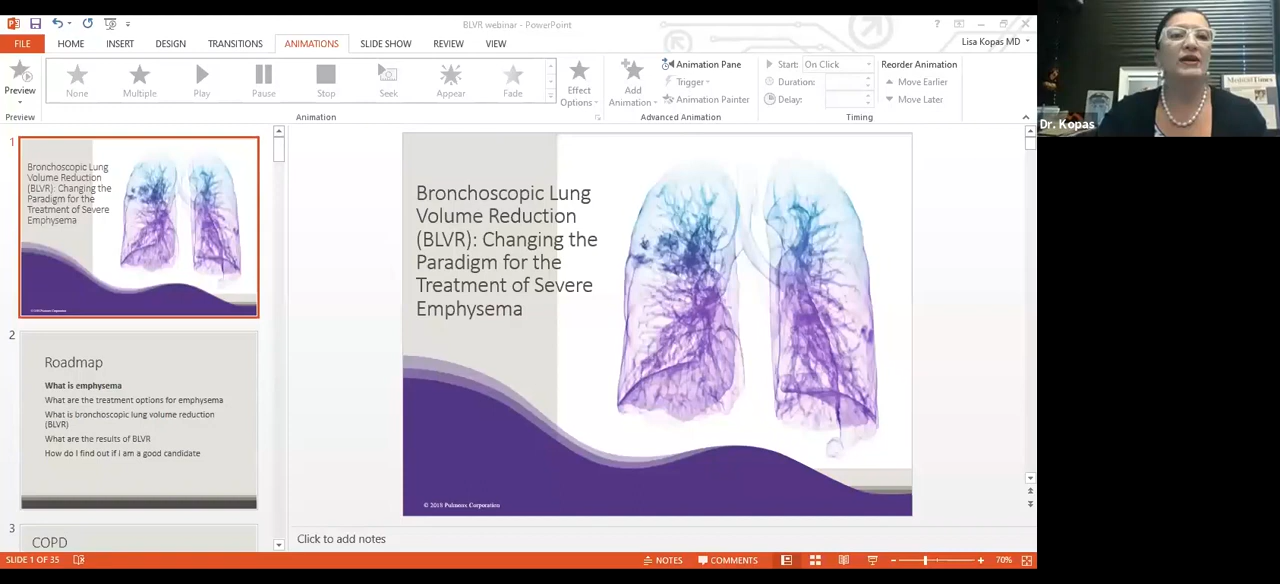 BLVR webinar - PowerPoint
FILE
HOME
INSERT
DESIGN
TRANSITIONS
ANIMATIONS
SLIDE SHOW
REVIEW
VIEW
Lisa Kopas MD
Preview
None
Multiple
Play
Pause
Stop
Seek
Appear
Fade
Effect
Options
Add
Animation
Animation Pane
Trigger
Animation Painter
Start: On Click
Duration:
Delay:
Reorder Animation
Move Earlier
Move Later
Preview
Animation
Advanced Animation
Timing
Medical Times
Dr. Kopas
1
Bronchoscopic Lung
Volume Reduction
(BLVR): Changing the
Paradigm for the
Treatment of Severe
Emphysema
©2018 Pulmonx Corporation
2
Roadmap
What is emphysema
What are the treatment options for emphysema
What is bronchoscopic lung volume reduction
(BLVR)
What are the results of BLVR
How do I find out if i am a good candidate
3
COPD
Bronchoscopic Lung
Volume Reduction
(BLVR): Changing the
Paradigm for the
Treatment of Severe
Emphysema
© 2018 Pulmonx Corporation
Click to add notes
SLIDE 1 OF 35
NOTES
COMMENTS
70%